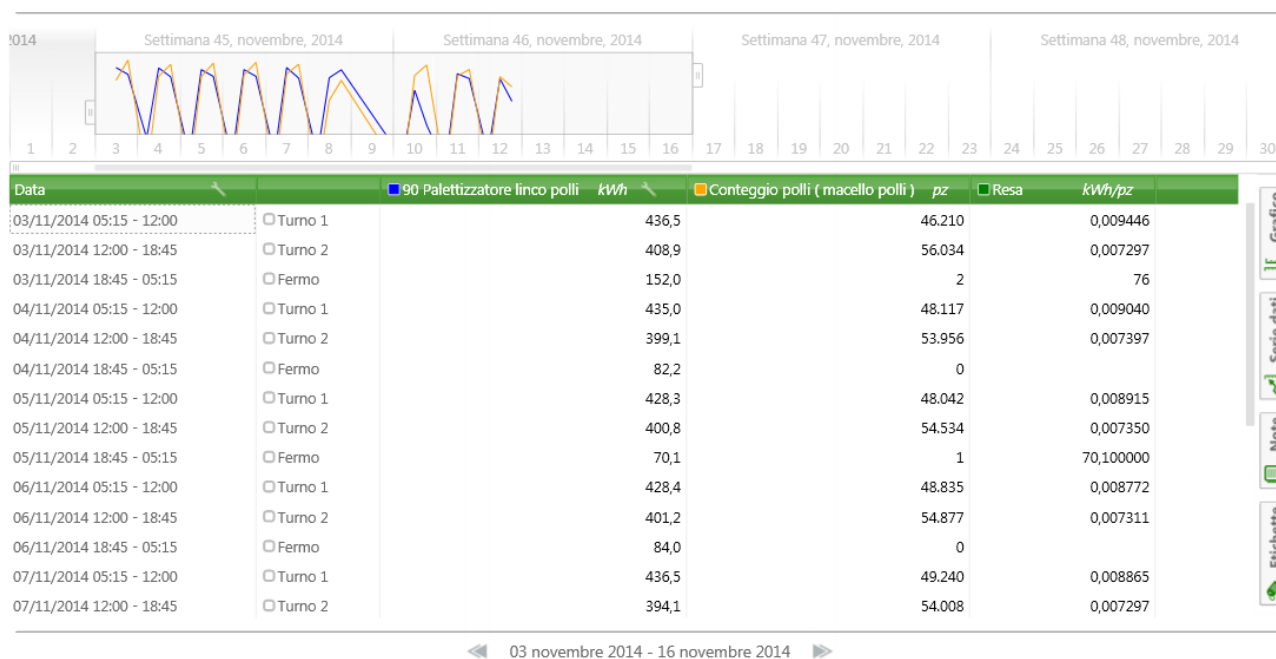 2014 Settimana 45, novembre, 2014 Settimana 46, novembre, 2014 Settimana 47, novembre, 2014 Settimana 48, novembre, 2014
1 2 3 4 5 6 7 8 9 10 11 12 13 14 15 16 17 18 19 20 21 22 23 24 25 26 27 28 29 30
Data 90 Palettizzatore linco polli kWh Conteggio polli ( macello polli ) pz Resa kWh/pz
03/11/2014 05:15 - 12:00 Turno 1 436,5 46.210 0,009446
03/11/2014 12:00 - 18:45 Turno 2 408,9 56.034 0,007297
03/11/2014 18:45 - 05:15 Fermo 152,0 2 76
04/11/2014 05:15 - 12:00 Turno 1 435,0 48.117 0,009040
04/11/2014 12:00 - 18:45 Turno 2 399,1 53.956 0,007397
04/11/2014 18:45 - 05:15 Fermo 82,2 0
05/11/2014 05:15 - 12:00 Turno 1 428,3 48.042 0,008915
05/11/2014 12:00 - 18:45 Turno 2 400,8 54.534 0,007350
05/11/2014 18:45 - 05:15 Fermo 70,1 1 70,100000
06/11/2014 05:15 - 12:00 Turno 1 428,4 48.835 0,008772
06/11/2014 12:00 - 18:45 Turno 2 401,2 54.877 0,007311
06/11/2014 18:45 - 05:15 Fermo 84,0 0
07/11/2014 05:15 - 12:00 Turno 1 436,5 49.240 0,008865
07/11/2014 12:00 - 18:45 Turno 2 394,1 54.008 0,007297
03 novembre 2014 - 16 novembre 2014
Grafico
Serie dati
Note
Etichette